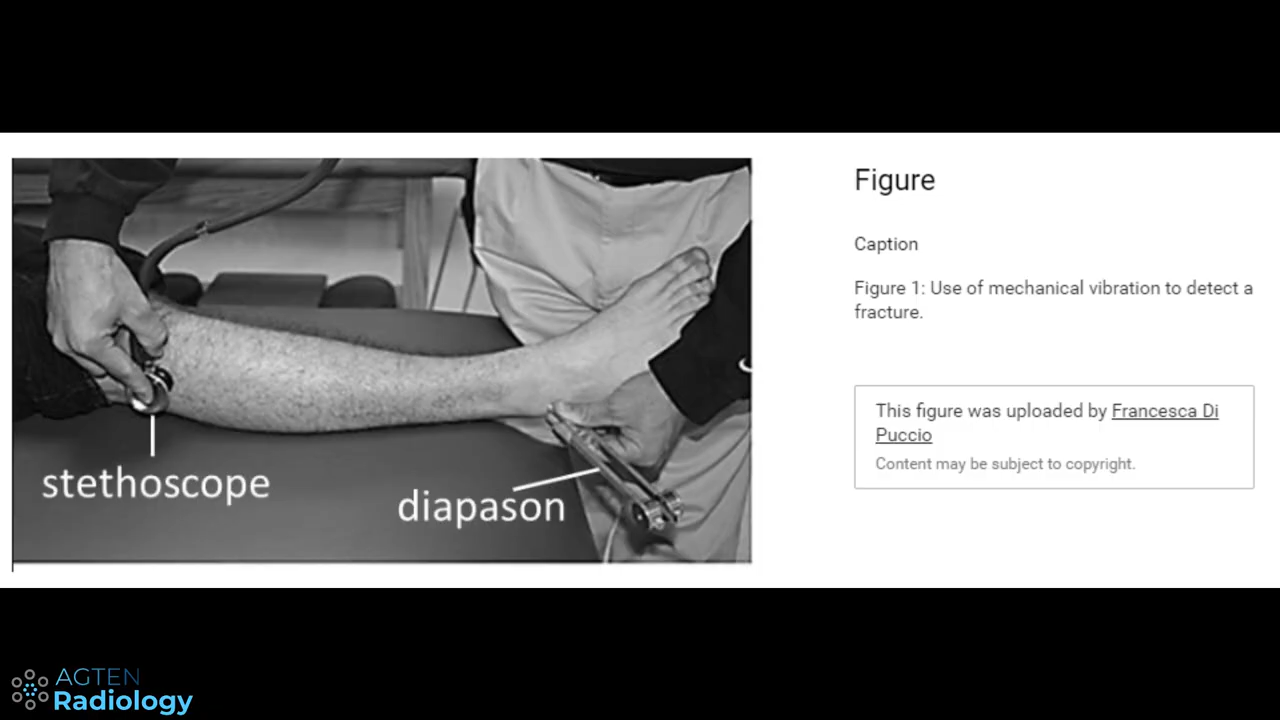 stethoscope
diapason
Figure
Caption
Figure 1: Use of mechanical vibration to detect a
fracture.
This figure was uploaded by Francesca Di
Puccio
Content may be subject to copyright.
AGTEN
Radiology